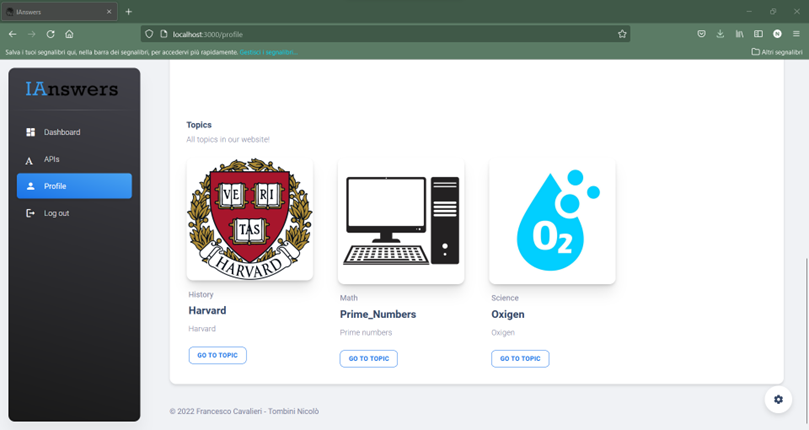 IAnswers
localhost:3000/profile
Salva i tuoi segnalibri qui, nella barra dei segnalibri, per accedervi più rapidamente. Gestisci i segnalibri...
Altri segnalibri
IAnswers
Dashboard
APIs
Profile
Log out
Topics
All topics in our website!
VE RI
TAS
HARVARD
O2
History
Harvard
Harvard
GO TO TOPIC
Math
Prime_Numbers
Prime numbers
GO TO TOPIC
Science
Oxigen
Oxigen
GO TO TOPIC
© 2022 Francesco Cavalieri - Tombini Nicolò